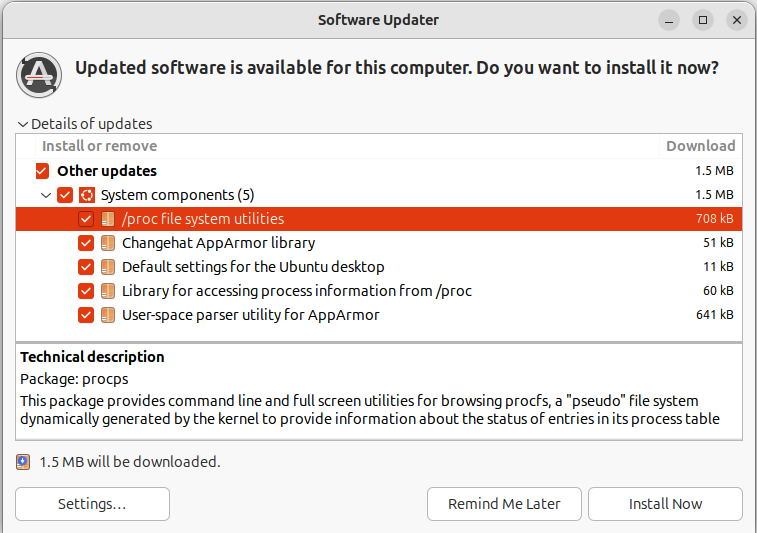 Software Updater
Updated software is available for this computer. Do you want to install it now?
Details of updates
Install or remove Download
Other updates 1.5 MB
System components (5) 1.5 MB
/proc file system utilities 708 kB
Changehat AppArmor library 51 kB
Default settings for the Ubuntu desktop 11 kB
Library for accessing process information from /proc 60 kB
User-space parser utility for AppArmor 641 kB
Technical description
Package: procps
This package provides command line and full screen utilities for browsing procfs, a "pseudo" file system
dynamically generated by the kernel to provide information about the status of entries in its process table
1.5 MB will be downloaded.
Settings... Remind Me Later Install Now